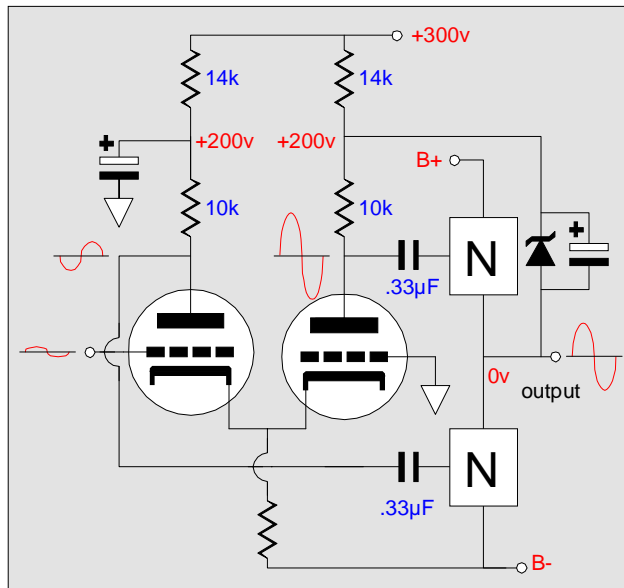 +300v
14k
14k
+
+200v
+200v
B+
10k
10k
+
N
.33µF
0v
output
N
.33µF
B-